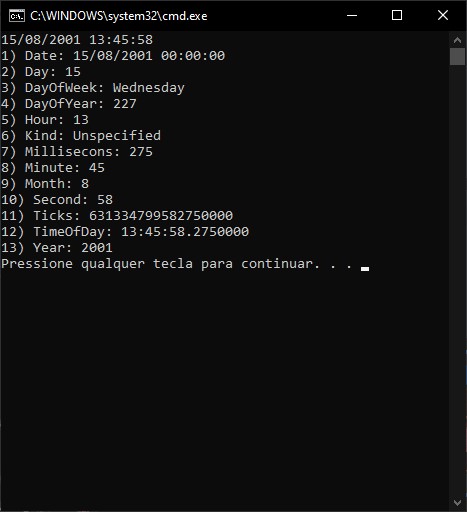 C:\WINDOWS\system32\cmd.exe
15/08/2001 13:45:58
1) Date: 15/08/2001 00:00:00
2) Day: 15
3) DayOfWeek: Wednesday
4) DayOfYear: 227
5) Hour: 13
6) Kind: Unspecified
7) Millisecons: 275
8) Minute: 45
9) Month: 8
10) Second: 58
11) Ticks: 631334799582750000
12) TimeOfDay: 13:45:58.2750000
13) Year: 2001
Pressione qualquer tecla para continuar. . .